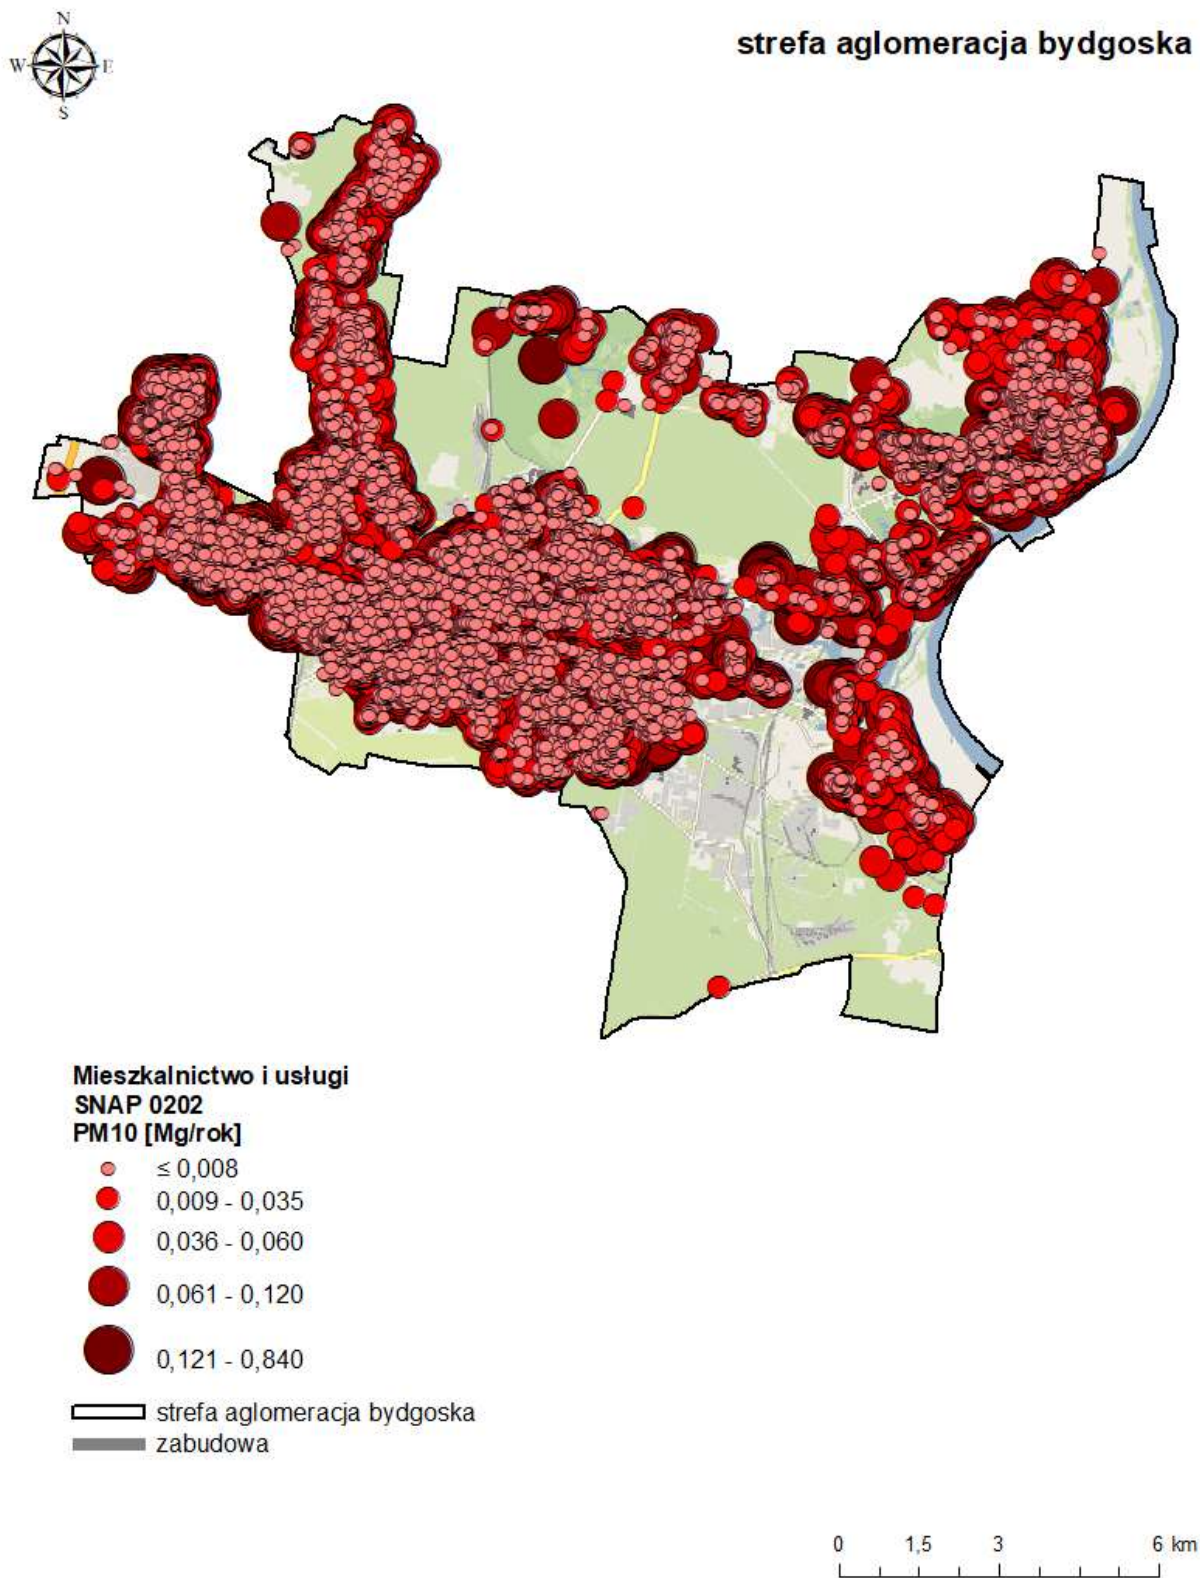 N
W E
S
strefa aglomeracja bydgoska
Mieszkalnictwo i usługi
SNAP 0202
PM10 [Mg/rok]
≤ 0,008
0,009 - 0,035
0,036 - 0,060
0,061 - 0,120
0,121 - 0,840
strefa aglomeracja bydgoska
zabudowa
0 1,5 3 6 km